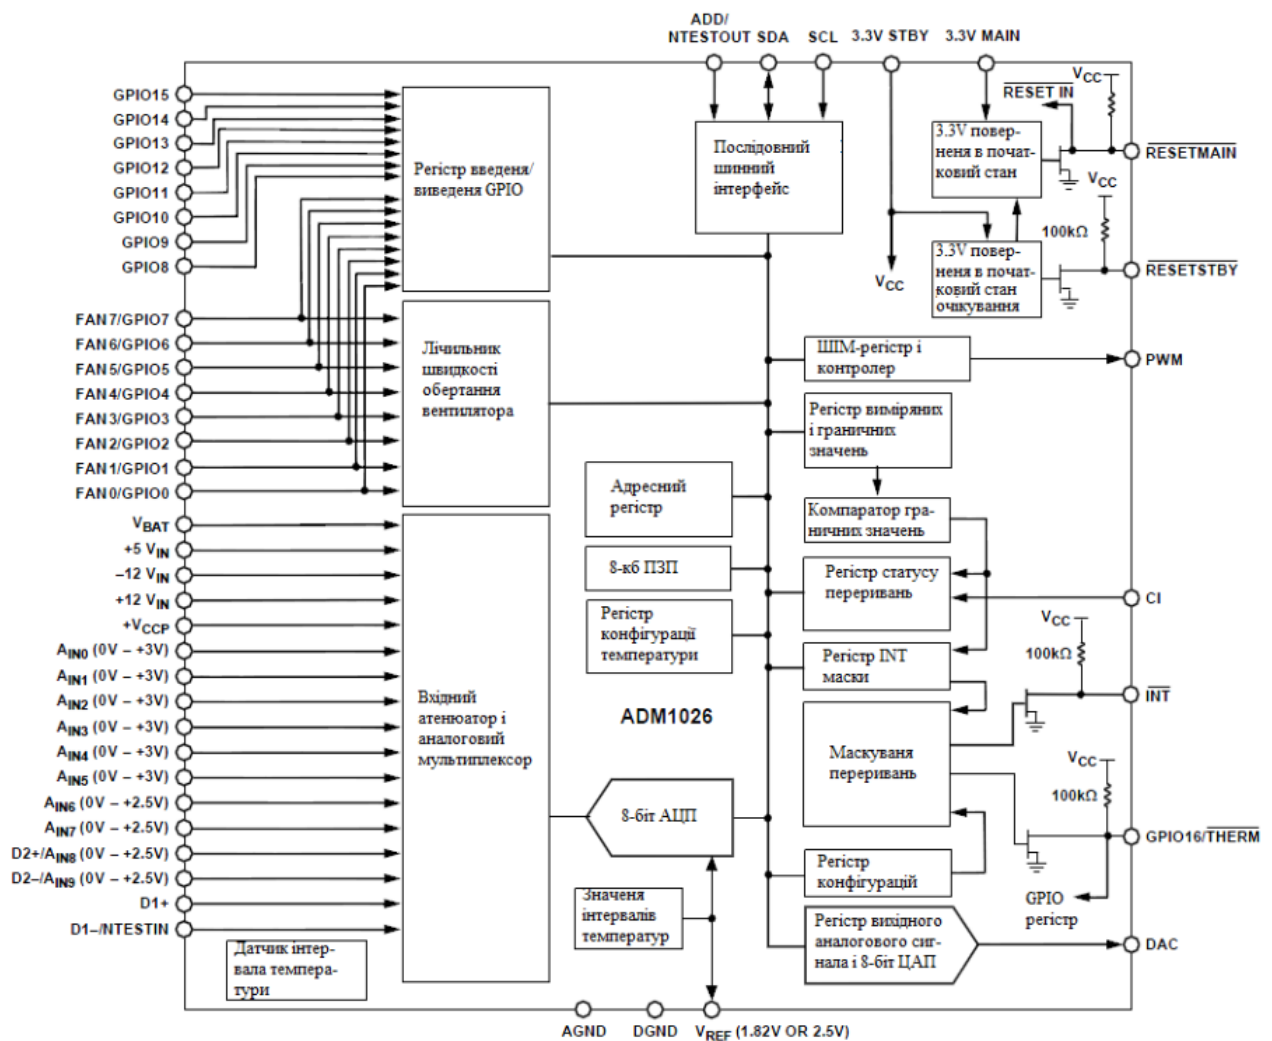 ADD/
NTESTOUT SDA SCL 3.3V STBY 3.3V MAIN
GPIO15
GPIO14
GPIO13
GPIO12
GPIO11
GPIO10
GPIO9
GPIO8
FAN7/GPIO7
FAN6/GPIO6
FAN5/GPIO5
FAN4/GPIO4
FAN3/GPIO3
FAN2/GPIO2
FAN1/GPIO1
FAN0/GPIO0
VBAT
+5 VIN
–12 VIN
+12 VIN
+VCCP
AIN0 (0V – +3V)
AIN1 (0V – +3V)
AIN2 (0V – +3V)
AIN3 (0V – +3V)
AIN4 (0V – +3V)
AIN5 (0V – +3V)
AIN6 (0V – +2.5V)
AIN7 (0V – +2.5V)
D2+/AIN8 (0V – +2.5V)
D2–/AIN9 (0V – +2.5V)
D1+
D1–/NTESTIN
Регістр введеня/
виведеня GPIO
Лічильник
швидкості
обертання
вентилятора
Вхідний
атенюатор і
аналоговий
мультиплексор
Датчик інтер-
вала темпера-
тури
Послідовний
шинний
інтерфейс
Адресний
регістр
8-кб ПЗП
Регістр
конфігурації
температури
ADM1026
8-біт АЦП
Значеня
інтервалів
температур
VCC
RESET IN
3.3V повер-
неня в почат-
ковий стан
VCC
100kΩ
3.3V повер-
неня в почат-
ковий стан
очікування
VCC
ШІМ-регістр і
контролер
Регістр виміряних
і граничних
значень
Компаратор гра-
ничних значень
Регістр статусу
переривань
Регістр INT
маски
Маскуваня
переривань
Регістр
конфігурацій
Регістр вихідного
аналогового сиг-
нала і 8-біт ЦАП
VCC
100kΩ
VCC
100kΩ
GPIO
регістр
RESETMAIN
RESETSTBY
PWM
CI
INT
GPIO16/THERM
DAC
AGND DGND VREF (1.82V OR 2.5V)